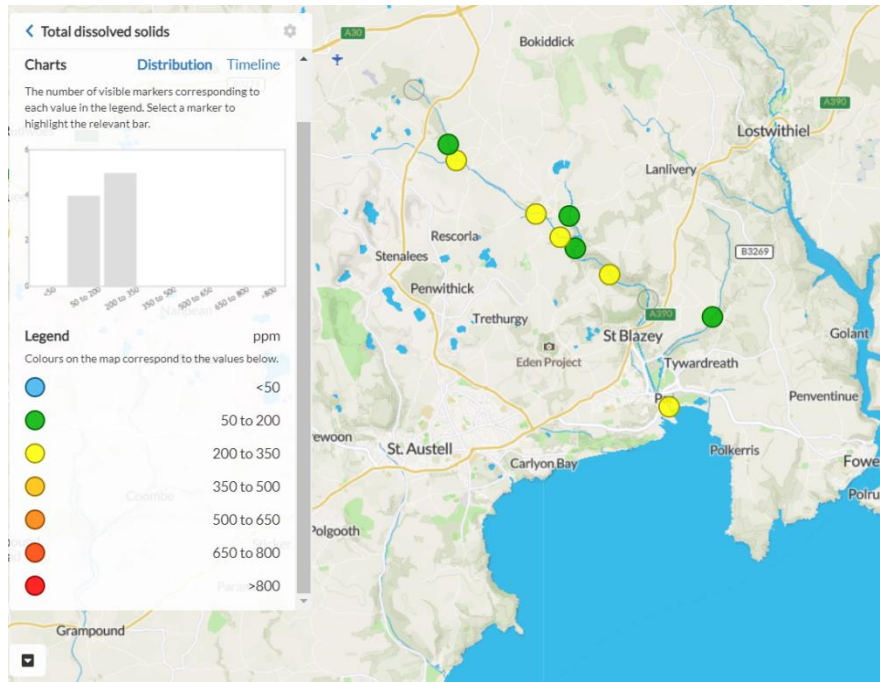 Total dissolved solids
Charts
Distribution
Timeline
The number of visible markers corresponding to
each value in the legend. Select a marker to
highlight the relevant bar.
6
4
2
0
<50
50 to 200
200 to 350
350 to 500
500 to 650
650 to 800
>800
Legend
ppm
Colours on the map correspond to the values below.
<50
50 to 200
200 to 350
350 to 500
500 to 650
650 to 800
>800
A30
Bokiddick
A390
Lostwithiel
Lanlivery
Rescorla
Stenalees
B3269
Penwithick
Trethurgy
A390
St Blazey
Golant
Eden Project
Tywardreath
Penventinue
St. Austell
Polkerris
Carlyon Bay
Coombe
Polgooth
Grampound